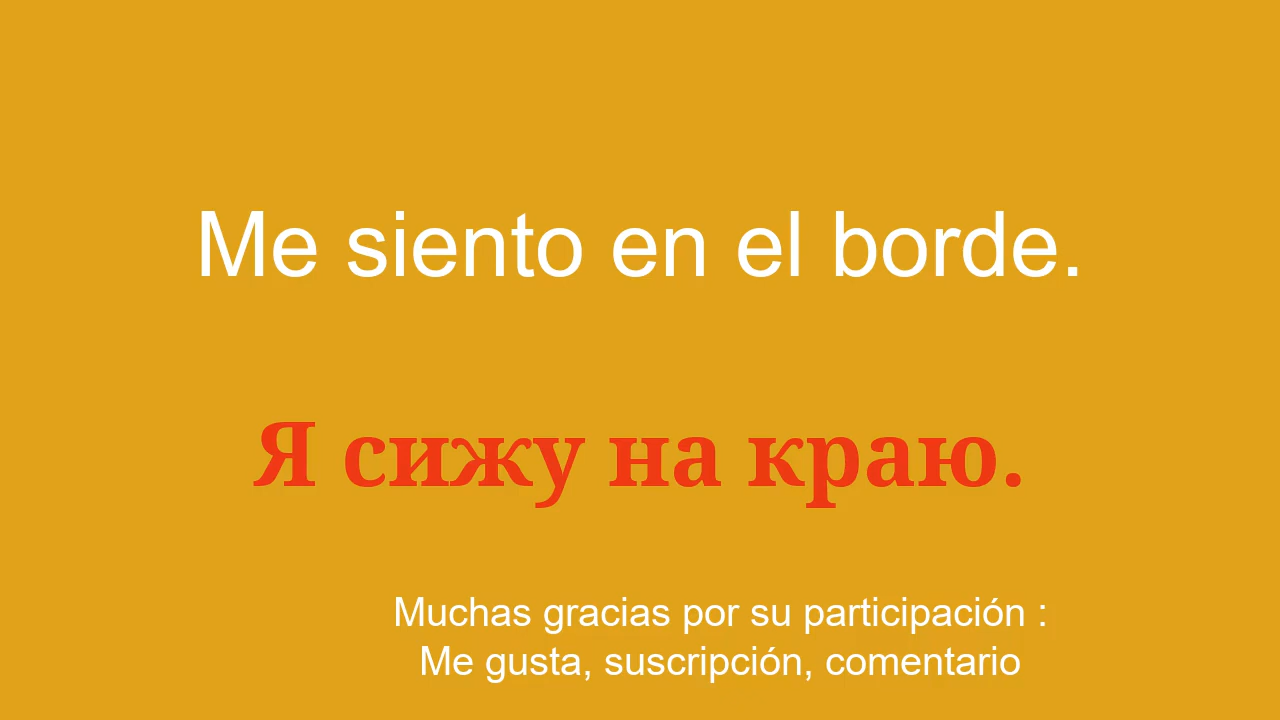 Me siento en el borde.
Я сижу на краю.
Muchas gracias por su participación :
Me gusta, suscripción, comentario